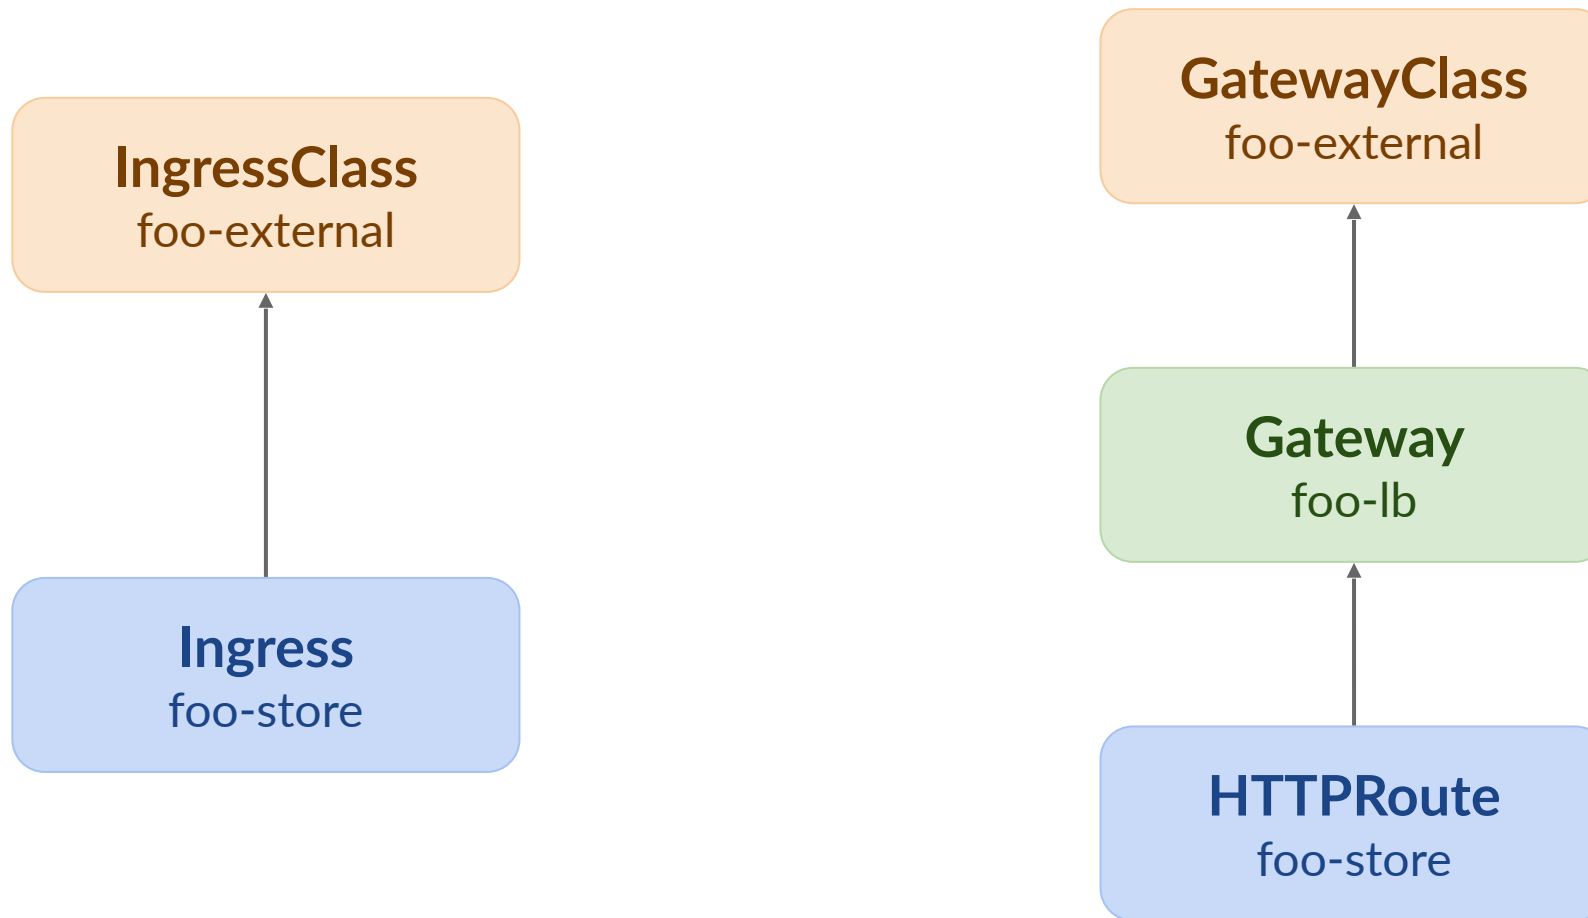 IngressClass
foo-external
Ingress
foo-store
GatewayClass
foo-external
Gateway
foo-lb
HTTPRoute
foo-store